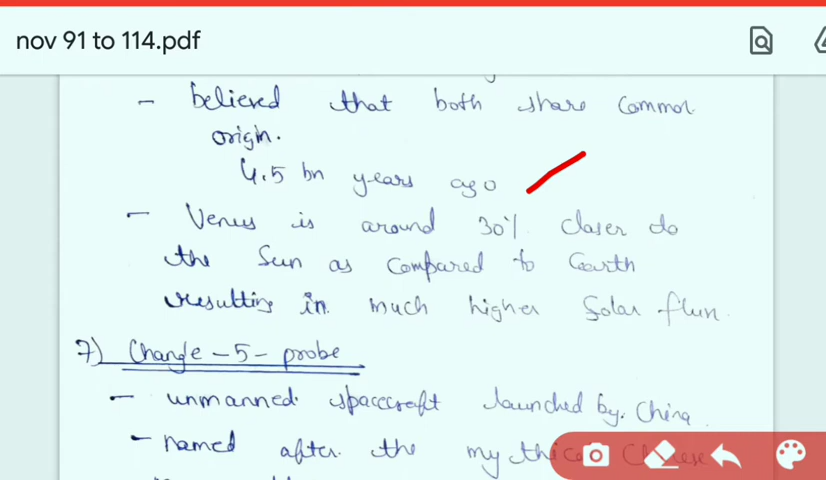 nov 91 to 114.pdf
- believed that both share common
origin.
4.5 bn years ago
- Venus is around 30% closer to
the Sun as compared to Earth
resulting in much higher Solar flux.
7) Change-5-probe
- unmanned spacecraft launched by China.
- named after the mythical Chinese